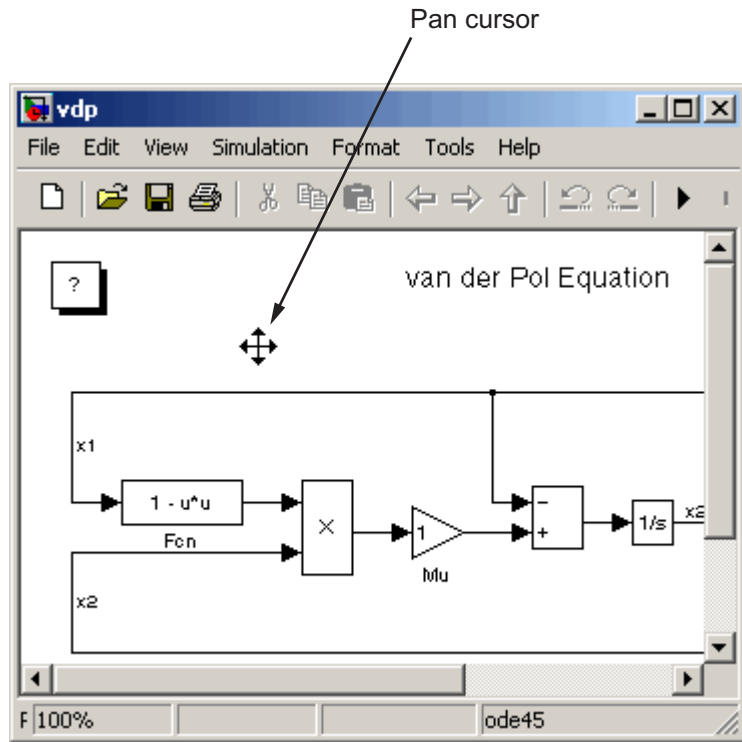 Pan cursor
vdp
File Edit View Simulation Format Tools Help
?
van der Pol Equation
x1
1 - u*u
Fcn
×
1
Mu
−
+
1/s
x2
x2
F 100%
ode45